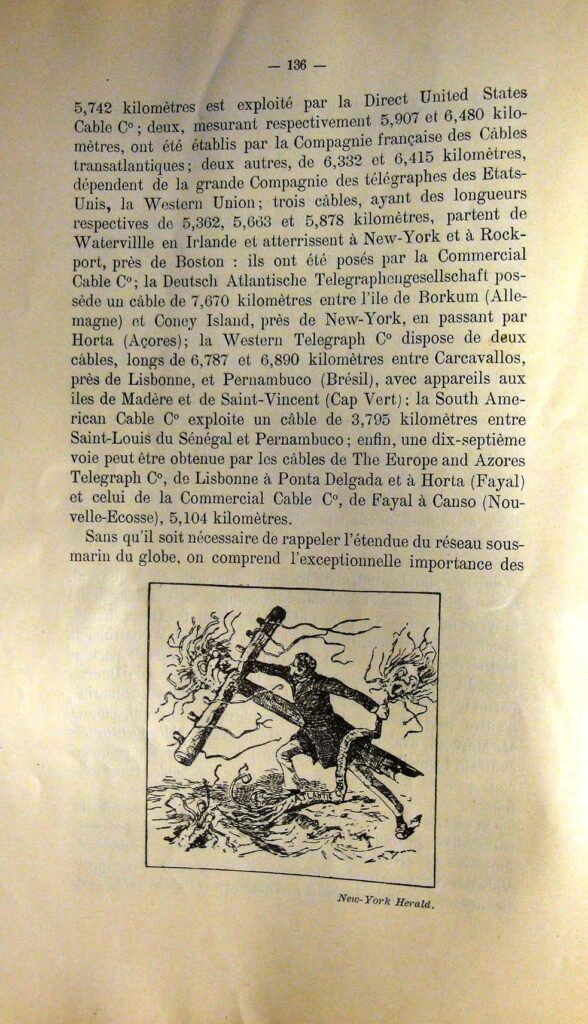 — 136 —
5,742 kilomètres est exploité par la Direct United States
Cable Cº ; deux, mesurant respectivement 5,907 et 6,480 kilo-
mètres, ont été établis par la Compagnie française des Câbles
transatlantiques ; deux autres, de 6,332 et 6,415 kilomètres,
dépendent de la grande Compagnie des télégraphes des Etats-
Unis, la Western Union ; trois câbles, ayant des longueurs
respectives de 5,362, 5,663 et 5,878 kilomètres, partent de
Watervillle en Irlande et atterrissent à New-York et à Rock-
port, près de Boston : ils ont été posés par la Commercial
Cable Cº ; la Deutsch Atlantische Telegraphengesellschaft pos-
sède un câble de 7,670 kilomètres entre l'île de Borkum (Alle-
magne) et Coney Island, près de New-York, en passant par
Horta (Açores) ; la Western Telegraph Cº dispose de deux
câbles, longs de 6,787 et 6,890 kilomètres entre Carcavallos,
près de Lisbonne, et Pernambuco (Brésil), avec appareils aux
îles de Madère et de Saint-Vincent (Cap Vert) ; la South Ame-
rican Cable Cº exploite un câble de 3,795 kilomètres entre
Saint-Louis du Sénégal et Pernambuco ; enfin, une dix-septième
voie peut être obtenue par les câbles de The Europe and Azores
Telegraph Cº, de Lisbonne à Ponta Delgada et à Horta (Fayal)
et celui de la Commercial Cable Cº, de Fayal à Canso (Nou-
velle-Ecosse), 5,104 kilomètres.
Sans qu'il soit nécessaire de rappeler l'étendue du réseau sous-
marin du globe, on comprend l'exceptionnelle importance des
ATLANTIC
New-York Herald.